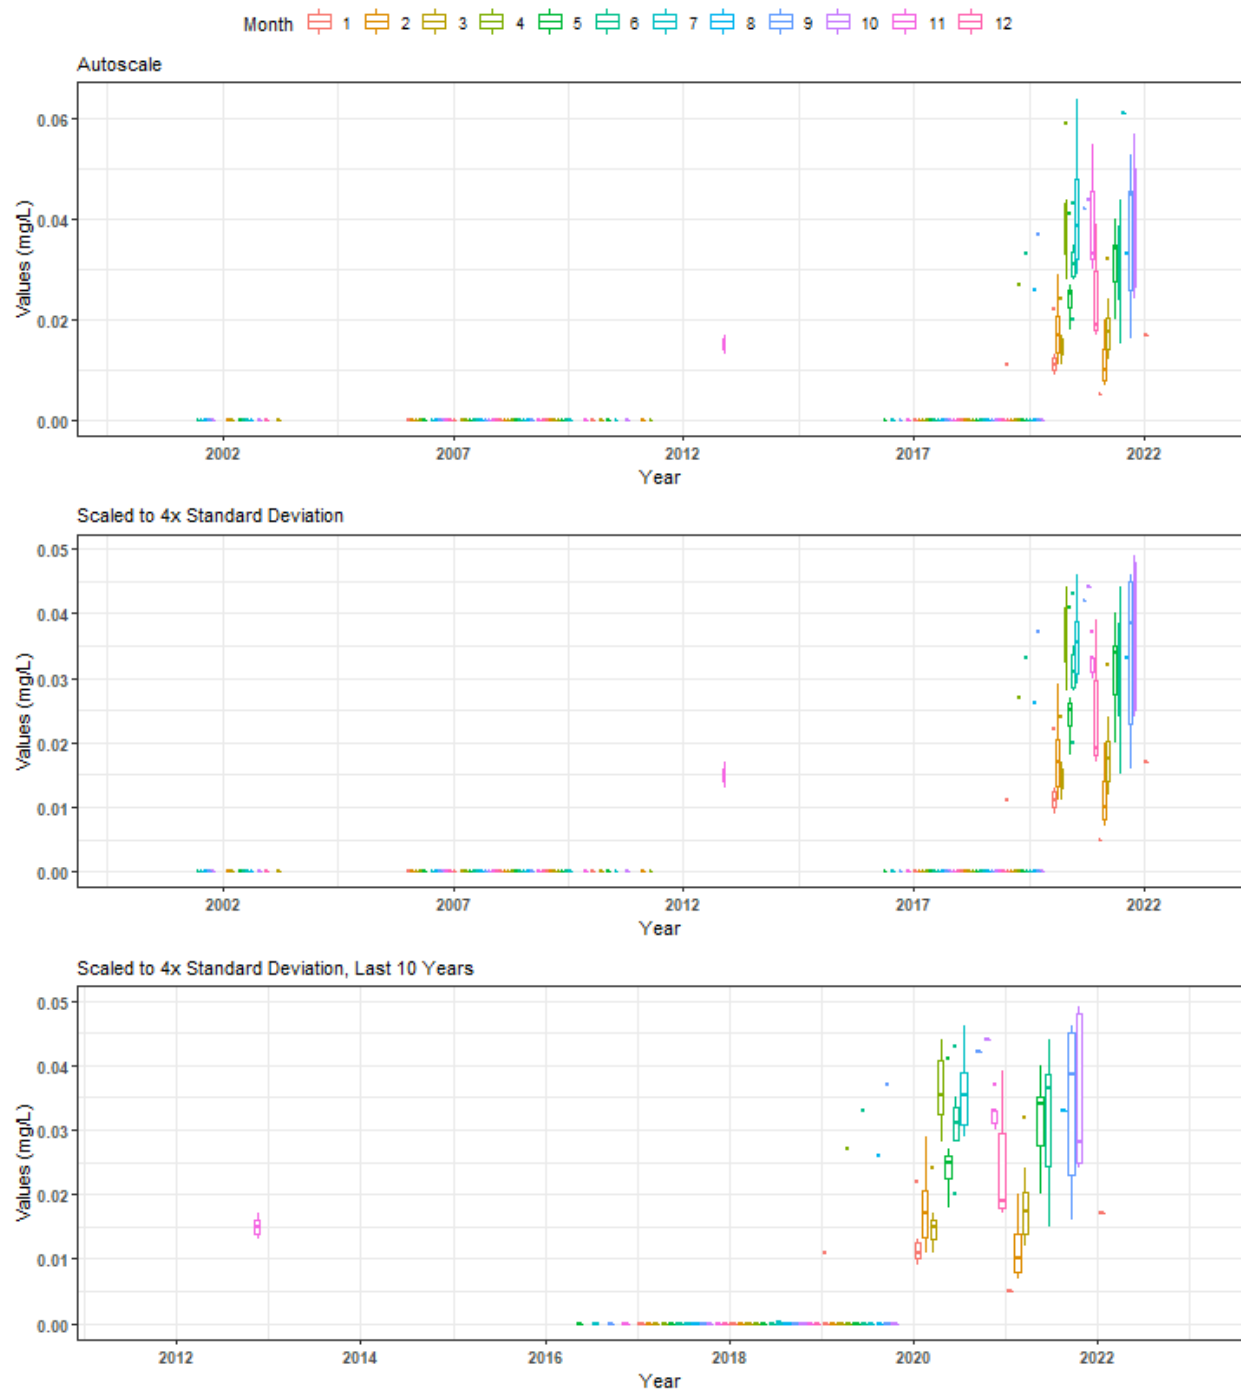 Month 1 2 3 4 5 6 7 8 9 10 11 12
Autoscale
0.06
0.04
0.02
0.00
Values (mg/L)
2002 2007 2012 2017 2022
Year
Scaled to 4x Standard Deviation
0.05
0.04
0.03
0.02
0.01
0.00
Values (mg/L)
2002 2007 2012 2017 2022
Year
Scaled to 4x Standard Deviation, Last 10 Years
0.05
0.04
0.03
0.02
0.01
0.00
Values (mg/L)
2012 2014 2016 2018 2020 2022
Year